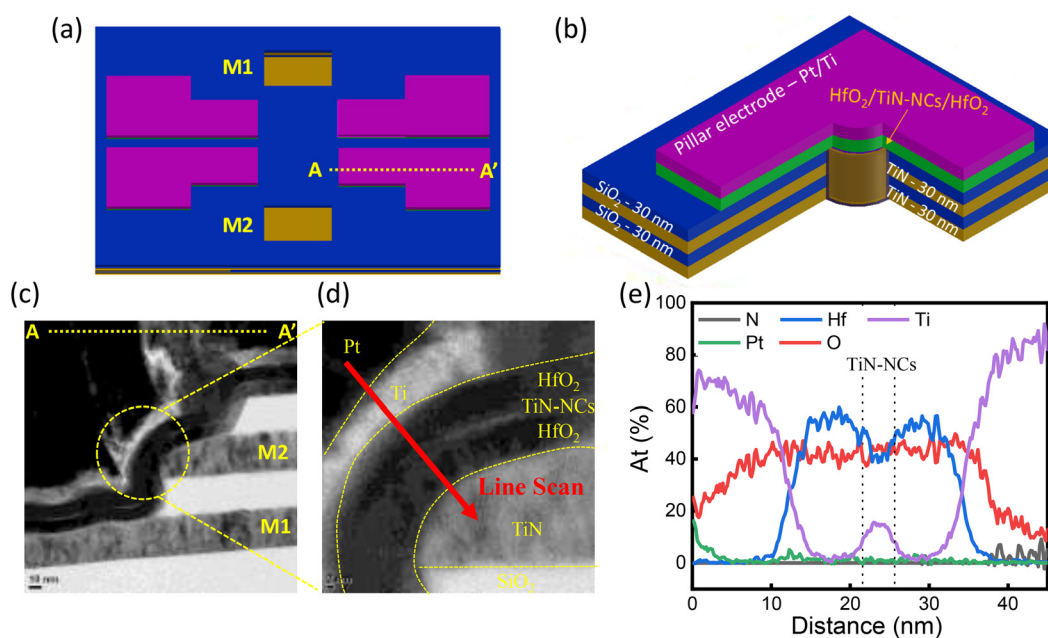 (a)
M1
A
A'
M2
(b)
Pillar electrode – Pt/Ti
HfO₂/TiN-NCs/HfO₂
SiO₂ - 30 nm
SiO₂ - 30 nm
TiN - 30 nm
TiN - 30 nm
(c)
A
A'
M2
M1
10 nm
(d)
Pt
Ti
HfO₂
TiN-NCs
HfO₂
Line Scan
TiN
SiO₂
(e)
At (%)
100
80
60
40
20
0
N
Hf
Ti
Pt
O
TiN-NCs
0
10
20
30
40
Distance (nm)